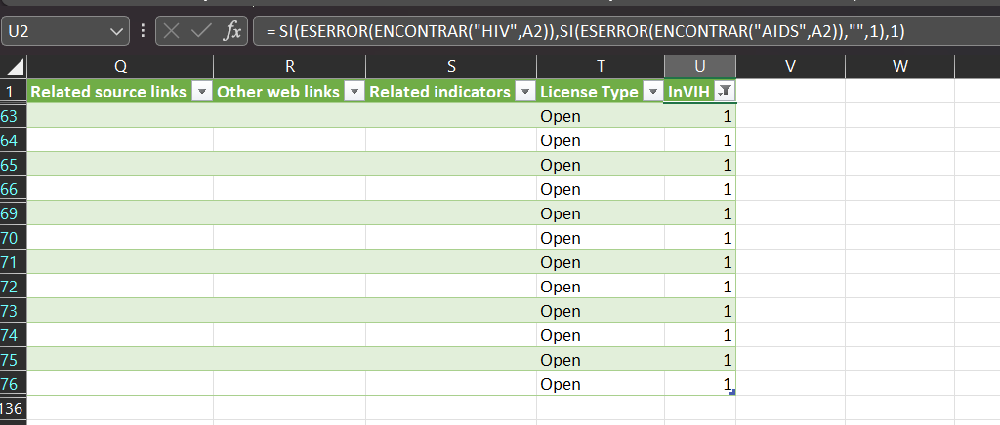 U2 fx = SI(ESERROR(ENCONTRAR("HIV",A2)),SI(ESERROR(ENCONTRAR("AIDS",A2)),"",1),1)
Q R S T U V W
1 Related source links Other web links Related indicators License Type InVIH
63 Open 1
64 Open 1
65 Open 1
66 Open 1
69 Open 1
70 Open 1
71 Open 1
72 Open 1
73 Open 1
74 Open 1
75 Open 1
76 Open 1
136